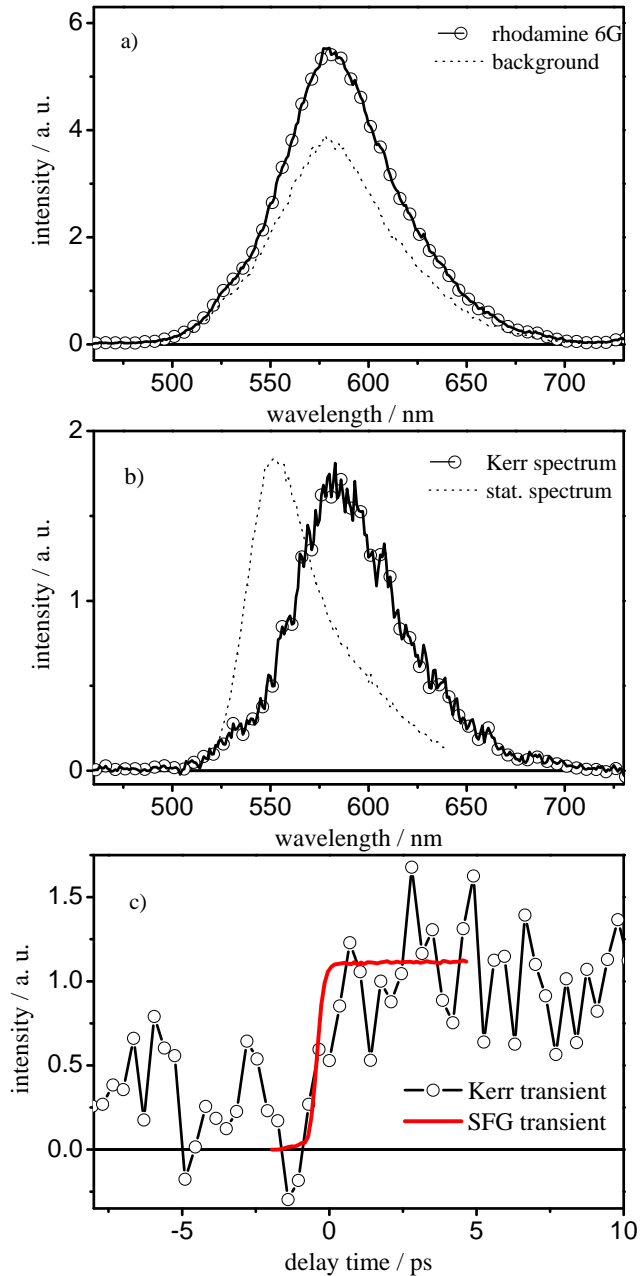 a)
rhodamine 6G
background
6
4
2
0
intensity / a. u.
500 550 600 650 700
wavelength / nm
b)
Kerr spectrum
stat. spectrum
2
1
0
intensity / a. u.
500 550 600 650 700
wavelength / nm
c)
1.5
1.0
0.5
0.0
intensity / a. u.
Kerr transient
SFG transient
-5 0 5 10
delay time / ps